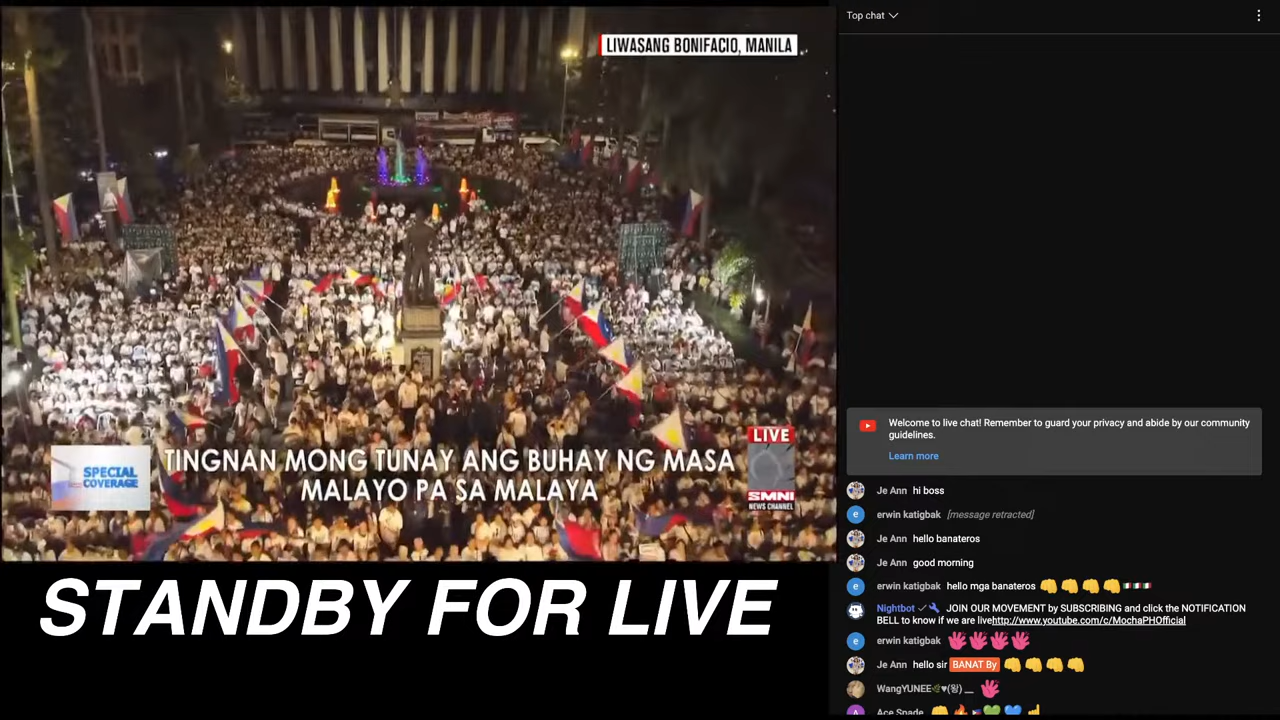 LIWASANG BONIFACIO, MANILA
TINGNAN MONG TUNAY ANG BUHAY NG MASA
MALAYO PA SA MALAYA
SPECIAL
COVERAGE
LIVE
SMNI
NEWS CHANNEL
STANDBY FOR LIVE
Top chat
Welcome to live chat! Remember to guard your privacy and abide by our community
guidelines.
Learn more
Je Ann hi boss
e erwin katigbak [message retracted]
Je Ann hello banateros
Je Ann good morning
e erwin katigbak hello mga banateros 👊👊👊👊
Nightbot JOIN OUR MOVEMENT by SUBSCRIBING and click the NOTIFICATION
BELL to know if we are livehttp://www.youtube.com/c/MochaPHOfficial
e erwin katigbak
Je Ann hello sir BANAT By 👊👊👊👊
WangYUNEE🌿♥(윙) __
A Ace Spade